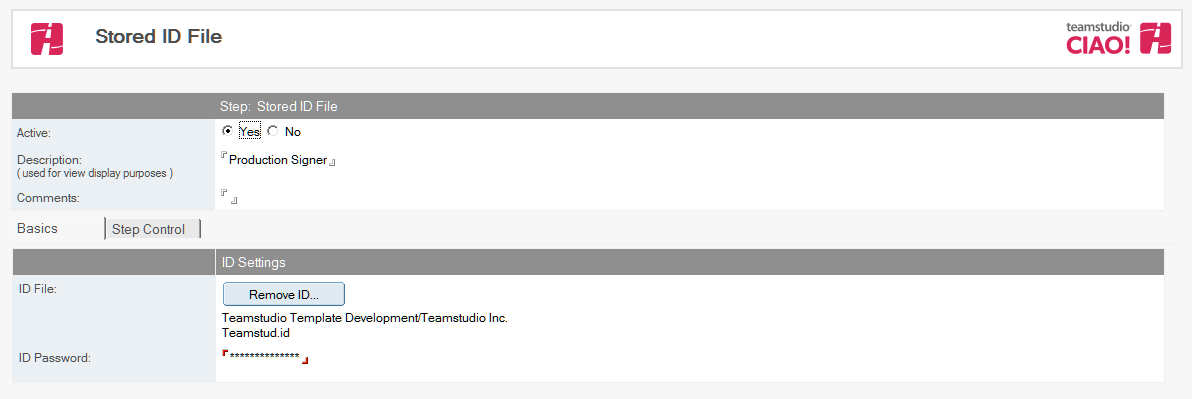 Stored ID File
teamstudio
CIAO!
Step: Stored ID File
Active:
Yes No
Description:
( used for view display purposes )
Production Signer
Comments:
Basics
Step Control
ID Settings
ID File:
Remove ID...
Teamstudio Template Development/Teamstudio Inc.
Teamstud.id
ID Password:
**************